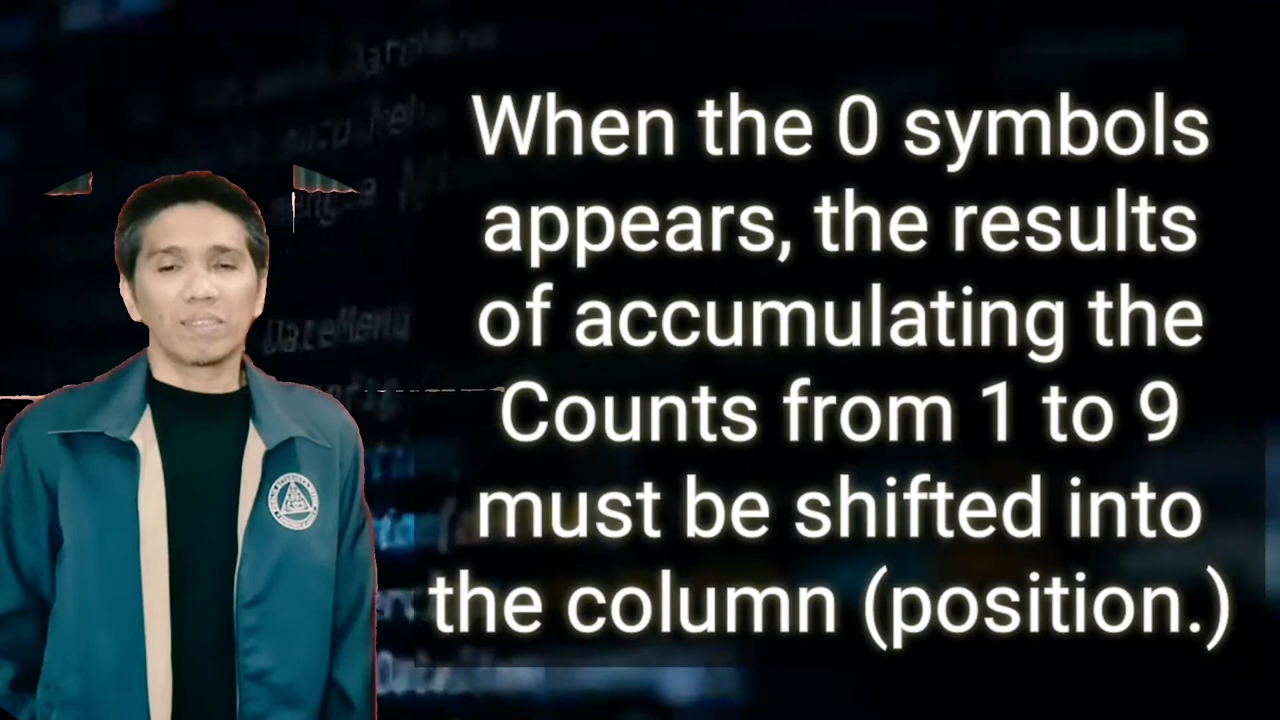 When the 0 symbols
appears, the results
of accumulating the
Counts from 1 to 9
must be shifted into
the column (position.)
DateMenu